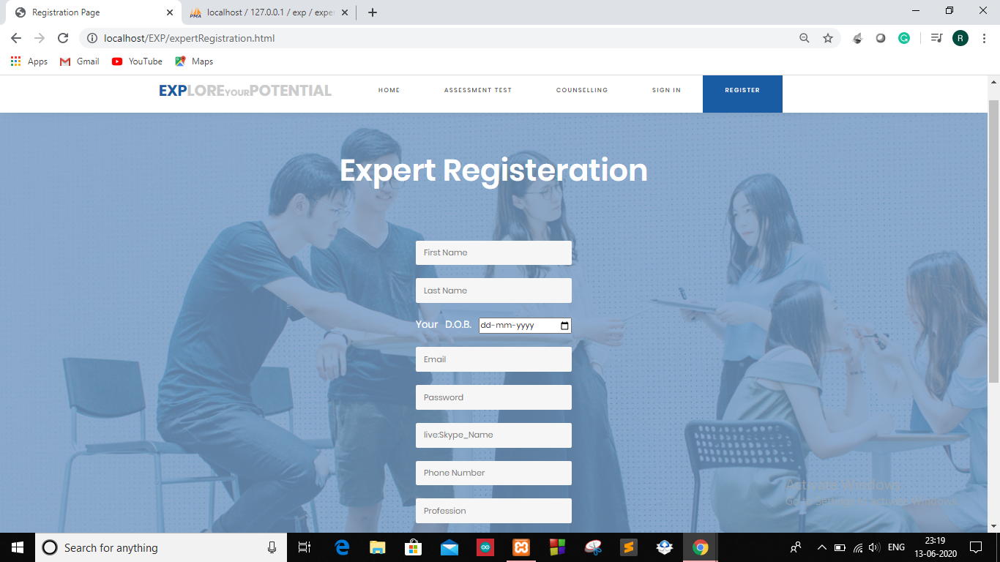 Registration Page
localhost / 127.0.0.1 / exp / exper
localhost/EXP/expertRegistration.html
R
Apps
Gmail
YouTube
Maps
EXPLOREYOURPOTENTIAL
HOME
ASSESSMENT TEST
COUNSELLING
SIGN IN
REGISTER
Expert Registeration
First Name
Last Name
Your D.O.B. dd-mm-yyyy
Email
Password
live:Skype_Name
Phone Number
Profession
Activate Windows
Go to Settings to activate Windows.
Search for anything
ENG
23:19
13-06-2020